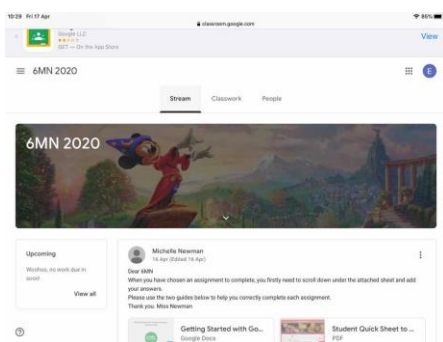 10:29 Fri 17 Apr
classroom.google.com
85%
Google LLC
GET — On the App Store
View
6MN 2020
E
Stream Classwork People
6MN 2020
Upcoming
Woohoo, no work due in
soon!
View all
Michelle Newman
16 Apr (Edited 16 Apr)
Dear 6MN
When you have chosen an assignment to complete, you firstly need to scroll down under the attached sheet and add
your answers.
Please use the two guides below to help you correctly complete each assignment.
Thank you Miss Newman
Getting Started with Go...
Google Docs
Student Quick Sheet to ...
PDF